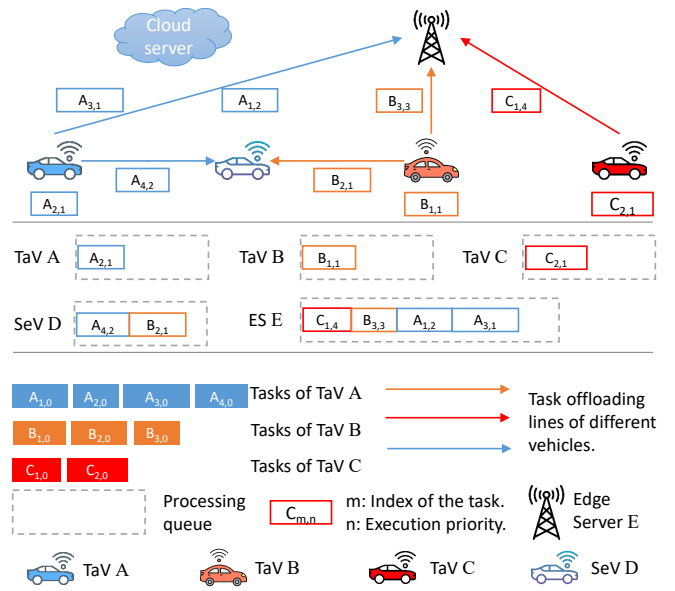 Cloud
server
A3,1
A1,2
B3,3
C1,4
A4,2
B2,1
A2,1
B1,1
C2,1
TaV A
A2,1
TaV B
B1,1
TaV C
C2,1
SeV D
A4,2
B2,1
ES E
C1,4
B3,3
A1,2
A3,1
A1,0
A2,0
A3,0
A4,0
Tasks of TaV A
B1,0
B2,0
B3,0
Tasks of TaV B
C1,0
C2,0
Tasks of TaV C
Task offloading
lines of different
vehicles.
Processing
queue
Cm,n
m: Index of the task.
n: Execution priority.
Edge
Server E
TaV A
TaV B
TaV C
SeV D